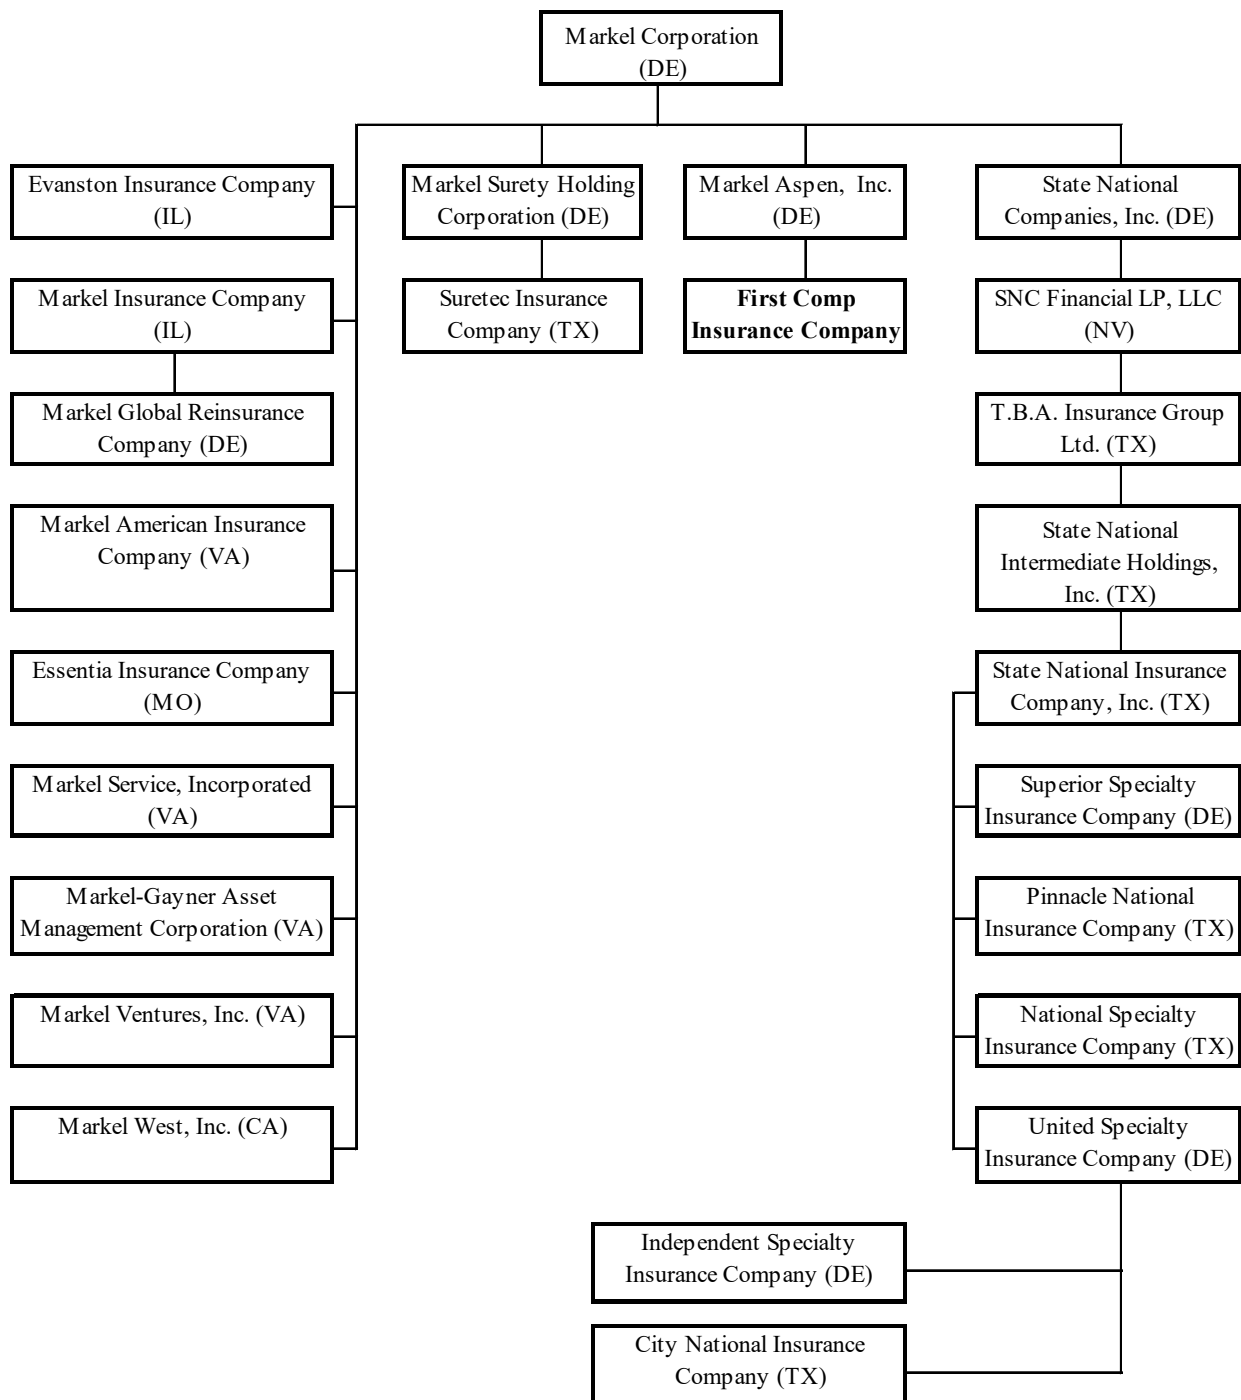 Markel Corporation
(DE)
Evanston Insurance Company
(IL)
Markel Surety Holding
Corporation (DE)
Markel Aspen, Inc.
(DE)
State National
Companies, Inc. (DE)
Markel Insurance Company
(IL)
Suretec Insurance
Company (TX)
First Comp
Insurance Company
SNC Financial LP, LLC
(NV)
Markel Global Reinsurance
Company (DE)
T.B.A. Insurance Group
Ltd. (TX)
Markel American Insurance
Company (VA)
State National
Intermediate Holdings,
Inc. (TX)
Essentia Insurance Company
(MO)
State National Insurance
Company, Inc. (TX)
Markel Service, Incorporated
(VA)
Superior Specialty
Insurance Company (DE)
Markel-Gayner Asset
Management Corporation (VA)
Pinnacle National
Insurance Company (TX)
Markel Ventures, Inc. (VA)
National Specialty
Insurance Company (TX)
Markel West, Inc. (CA)
United Specialty
Insurance Company (DE)
Independent Specialty
Insurance Company (DE)
City National Insurance
Company (TX)